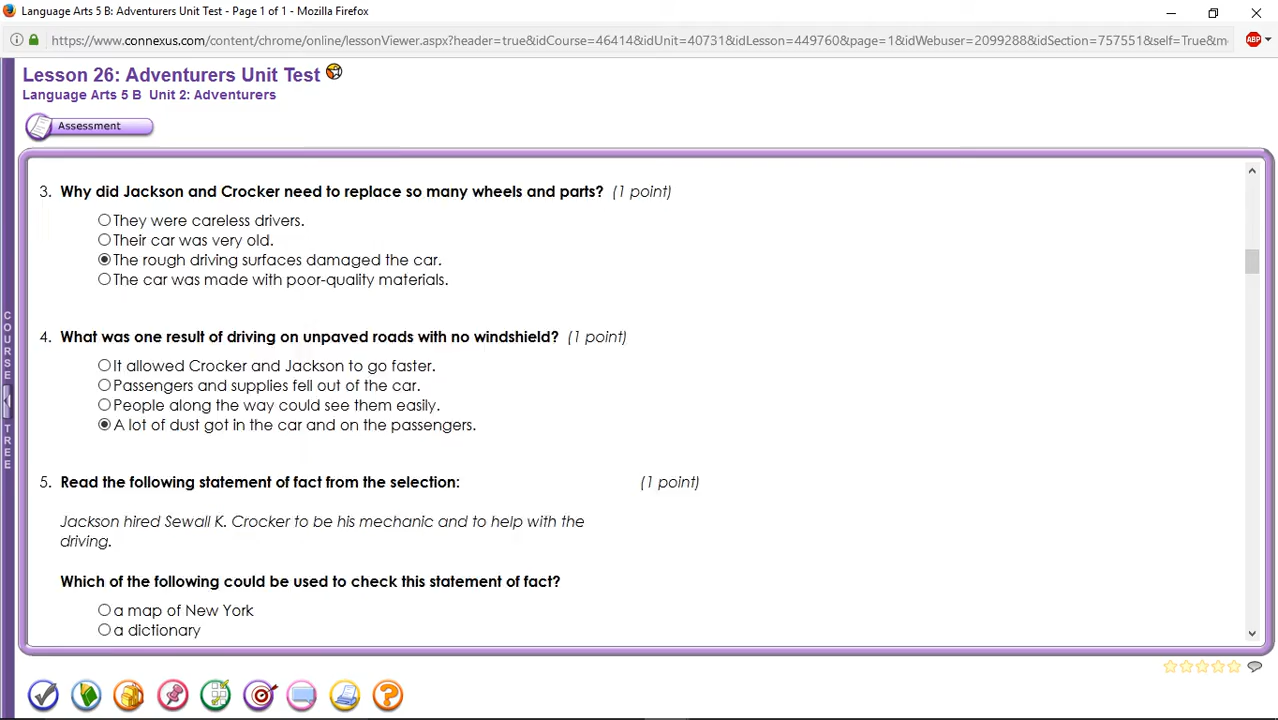 Language Arts 5 B: Adventurers Unit Test - Page 1 of 1 - Mozilla Firefox
https://www.connexus.com/content/chrome/online/lessonViewer.aspx?header=true&idCourse=46414&idUnit=40731&idLesson=449760&page=1&idWebuser=2099288&idSection=757551&self=True&m
ABP
Lesson 26: Adventurers Unit Test
Language Arts 5 B Unit 2: Adventurers
Assessment
3. Why did Jackson and Crocker need to replace so many wheels and parts? (1 point)
They were careless drivers.
Their car was very old.
The rough driving surfaces damaged the car.
The car was made with poor-quality materials.
4. What was one result of driving on unpaved roads with no windshield? (1 point)
It allowed Crocker and Jackson to go faster.
Passengers and supplies fell out of the car.
People along the way could see them easily.
A lot of dust got in the car and on the passengers.
5. Read the following statement of fact from the selection: (1 point)
Jackson hired Sewall K. Crocker to be his mechanic and to help with the
driving.
Which of the following could be used to check this statement of fact?
a map of New York
a dictionary
COURSE TREE